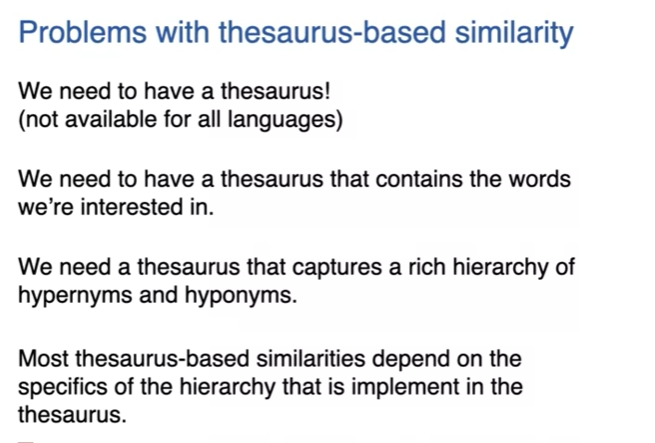 Problems with thesaurus-based similarity
We need to have a thesaurus!
(not available for all languages)
We need to have a thesaurus that contains the words
we're interested in.
We need a thesaurus that captures a rich hierarchy of
hypernyms and hyponyms.
Most thesaurus-based similarities depend on the
specifics of the hierarchy that is implement in the
thesaurus.